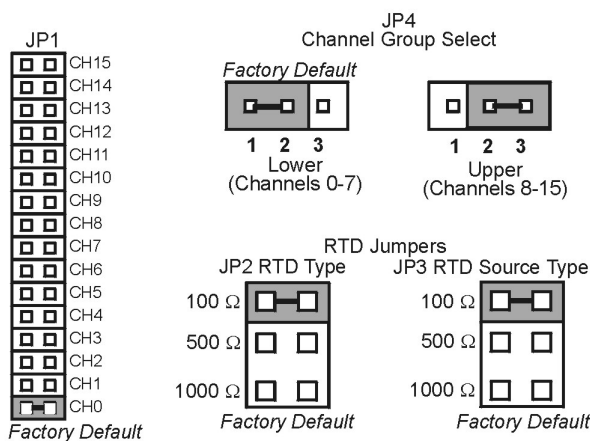 JP1
CH15
CH14
CH13
CH12
CH11
CH10
CH9
CH8
CH7
CH6
CH5
CH4
CH3
CH2
CH1
CH0
Factory Default
JP4
Channel Group Select
Factory Default
1 2 3
Lower
(Channels 0-7)
1 2 3
Upper
(Channels 8-15)
RTD Jumpers
JP2 RTD Type
100 Ω
500 Ω
1000 Ω
Factory Default
JP3 RTD Source Type
100 Ω
500 Ω
1000 Ω
Factory Default